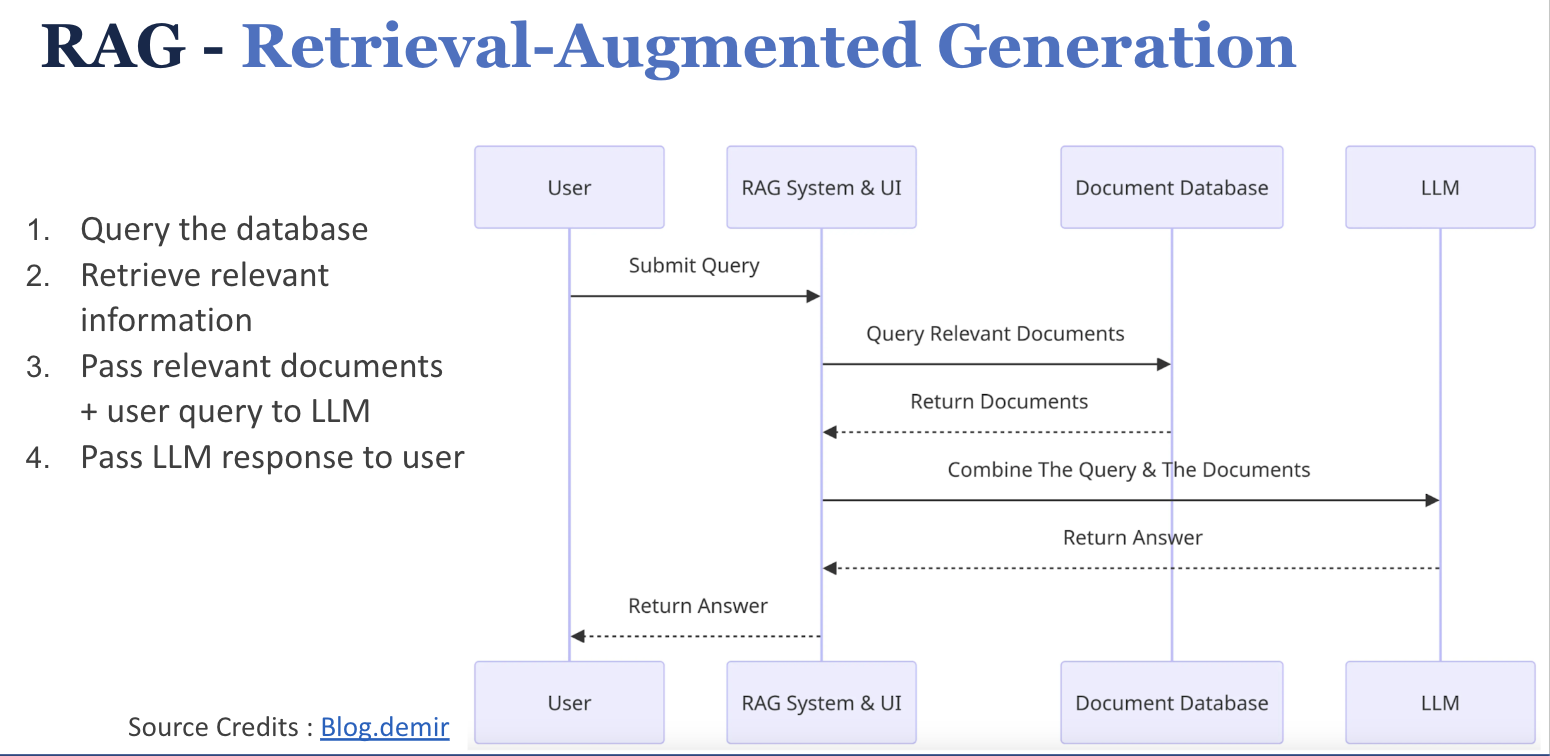 RAG - Retrieval-Augmented Generation
1. Query the database
2. Retrieve relevant
information
3. Pass relevant documents
+ user query to LLM
4. Pass LLM response to user
Source Credits : Blog.demir
User
RAG System & UI
Document Database
LLM
Submit Query
Query Relevant Documents
Return Documents
Combine The Query & The Documents
Return Answer
Return Answer
User
RAG System & UI
Document Database
LLM